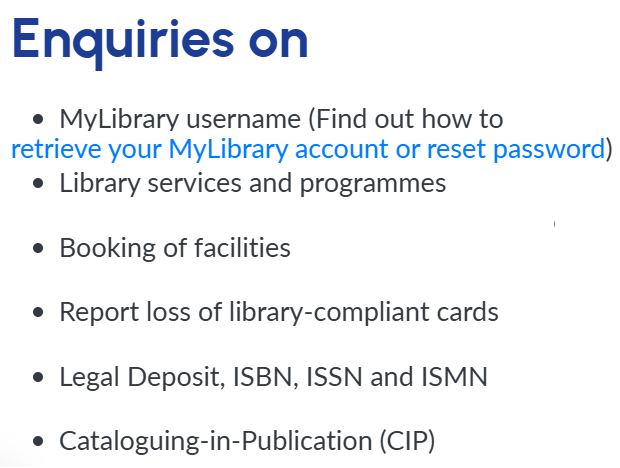 Enquiries on
• MyLibrary username (Find out how to
retrieve your MyLibrary account or reset password)
• Library services and programmes
• Booking of facilities
• Report loss of library-compliant cards
• Legal Deposit, ISBN, ISSN and ISMN
• Cataloguing-in-Publication (CIP)